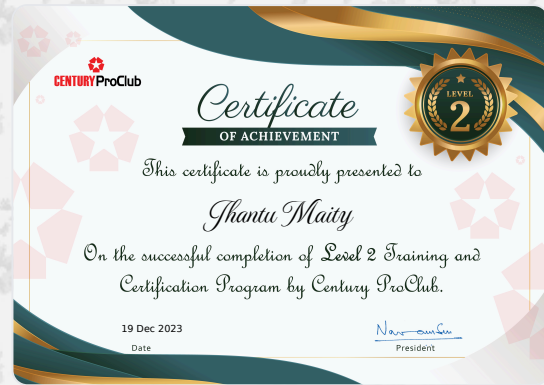 CENTURY ProClub
Certificate
OF ACHIEVEMENT
LEVEL
2
This certificate is proudly presented to
Jhantu Maity
On the successful completion of Level 2 Training and
Certification Program by Century ProClub.
19 Dec 2023
Date
President